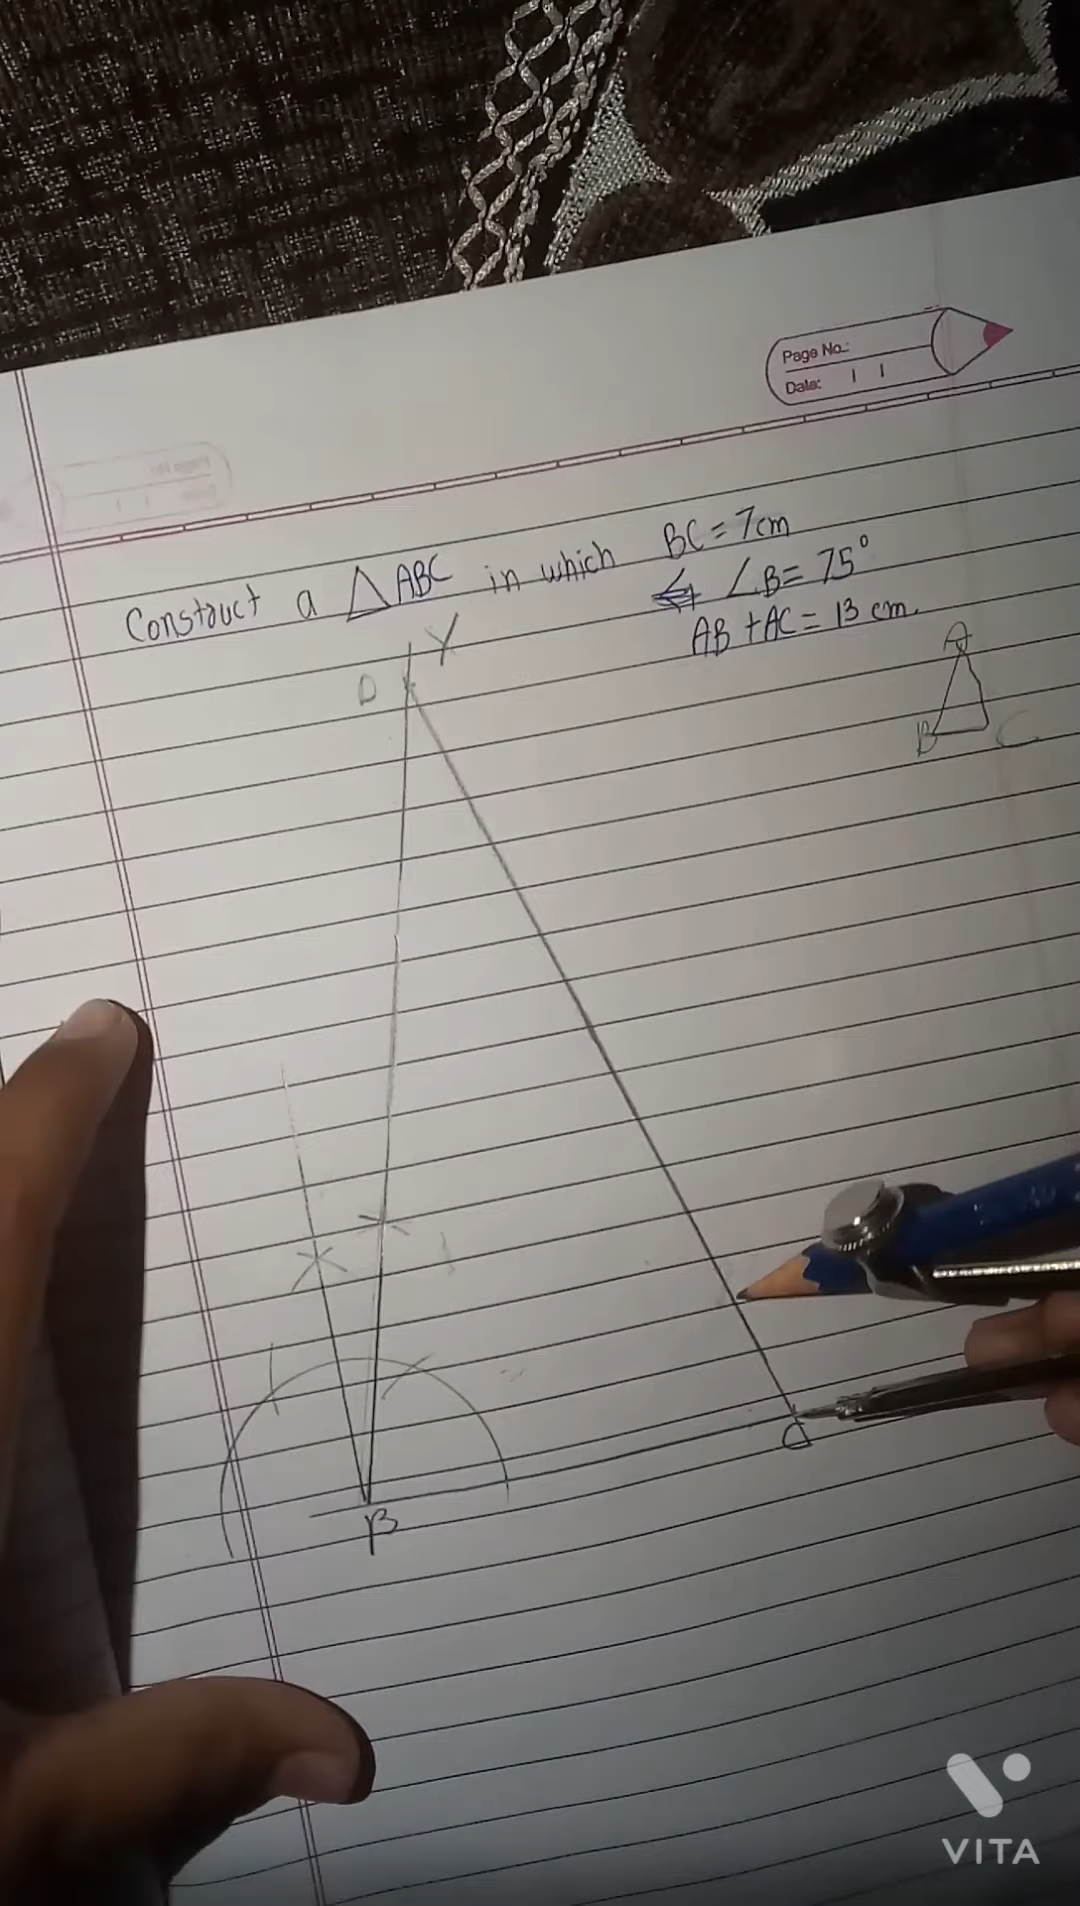 Page No.:
Date:
Construct a △ABC in which BC = 7cm
∠B = 75°
AB + AC = 13 cm.
Y
D
A
B C
B
C
VITA